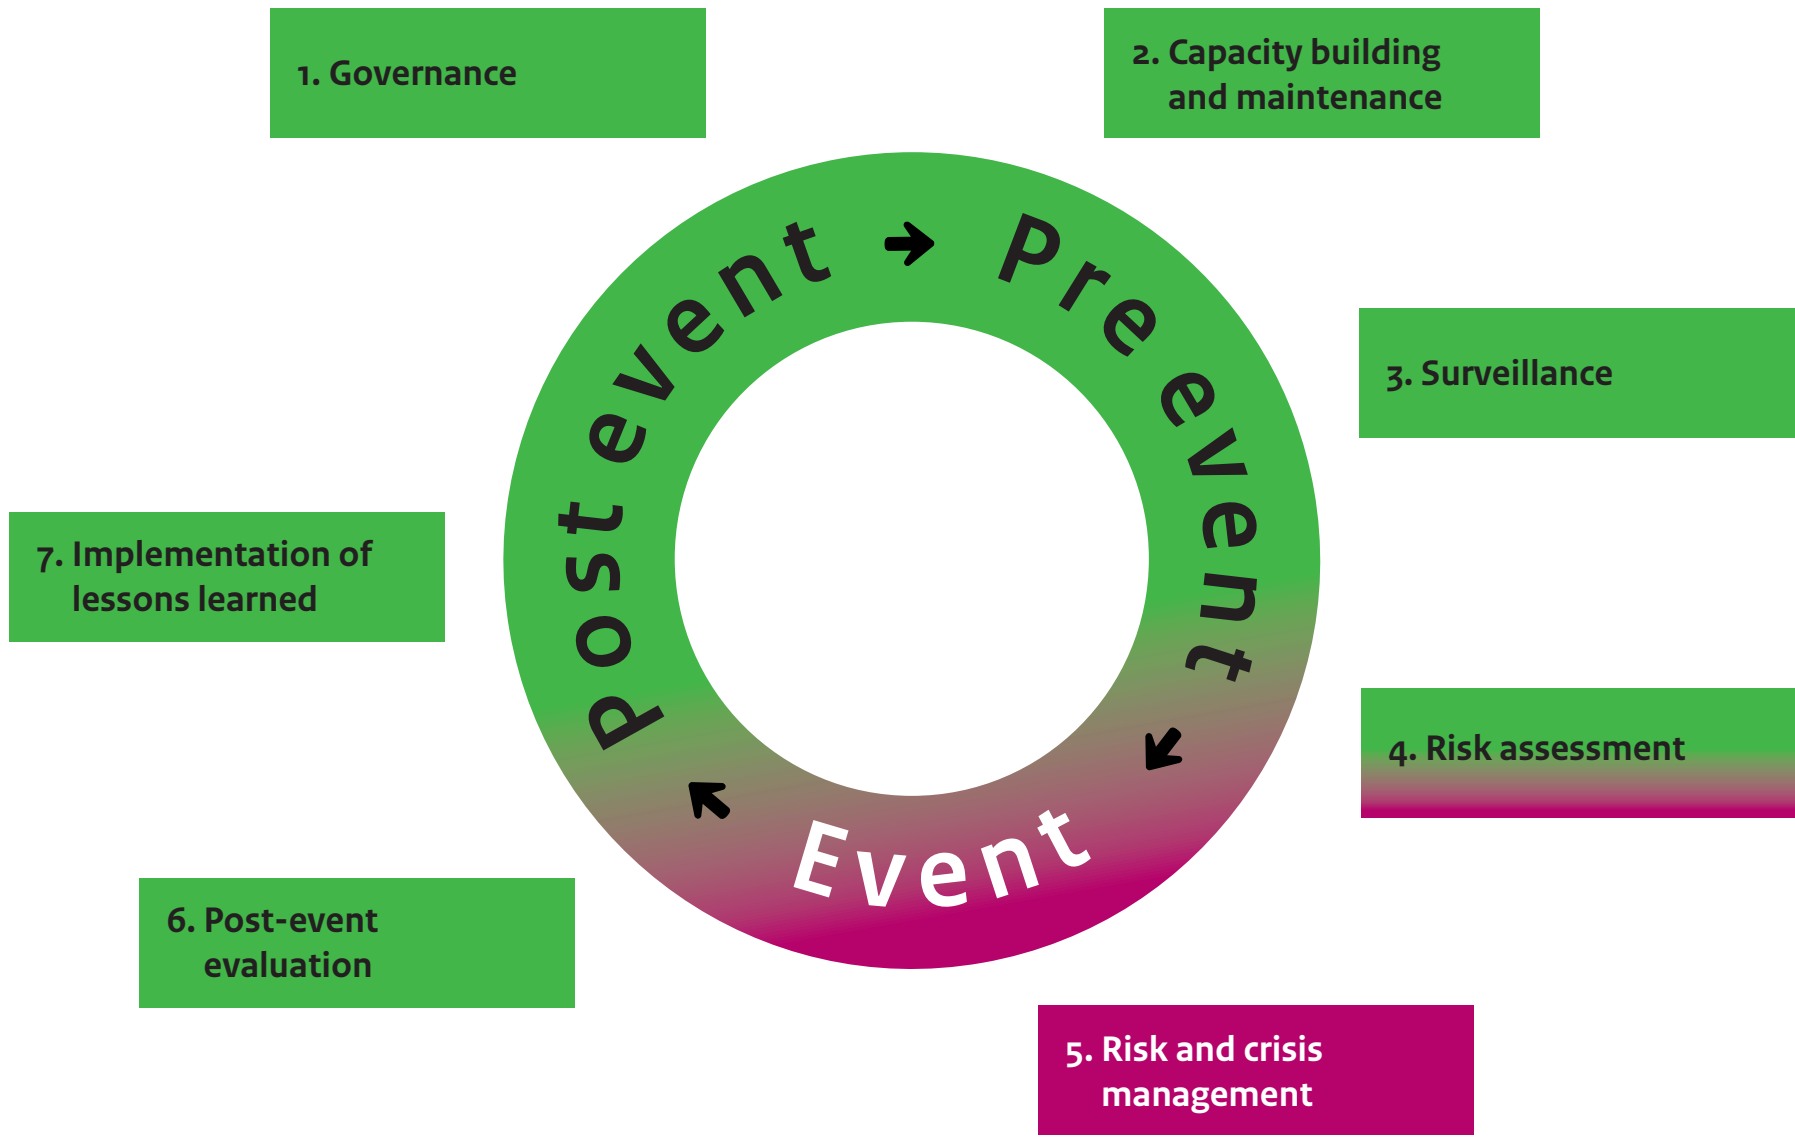 1. Governance
2. Capacity building
and maintenance
3. Surveillance
4. Risk assessment
5. Risk and crisis
management
6. Post-event
evaluation
7. Implementation of
lessons learned
Pre event
Event
Post event